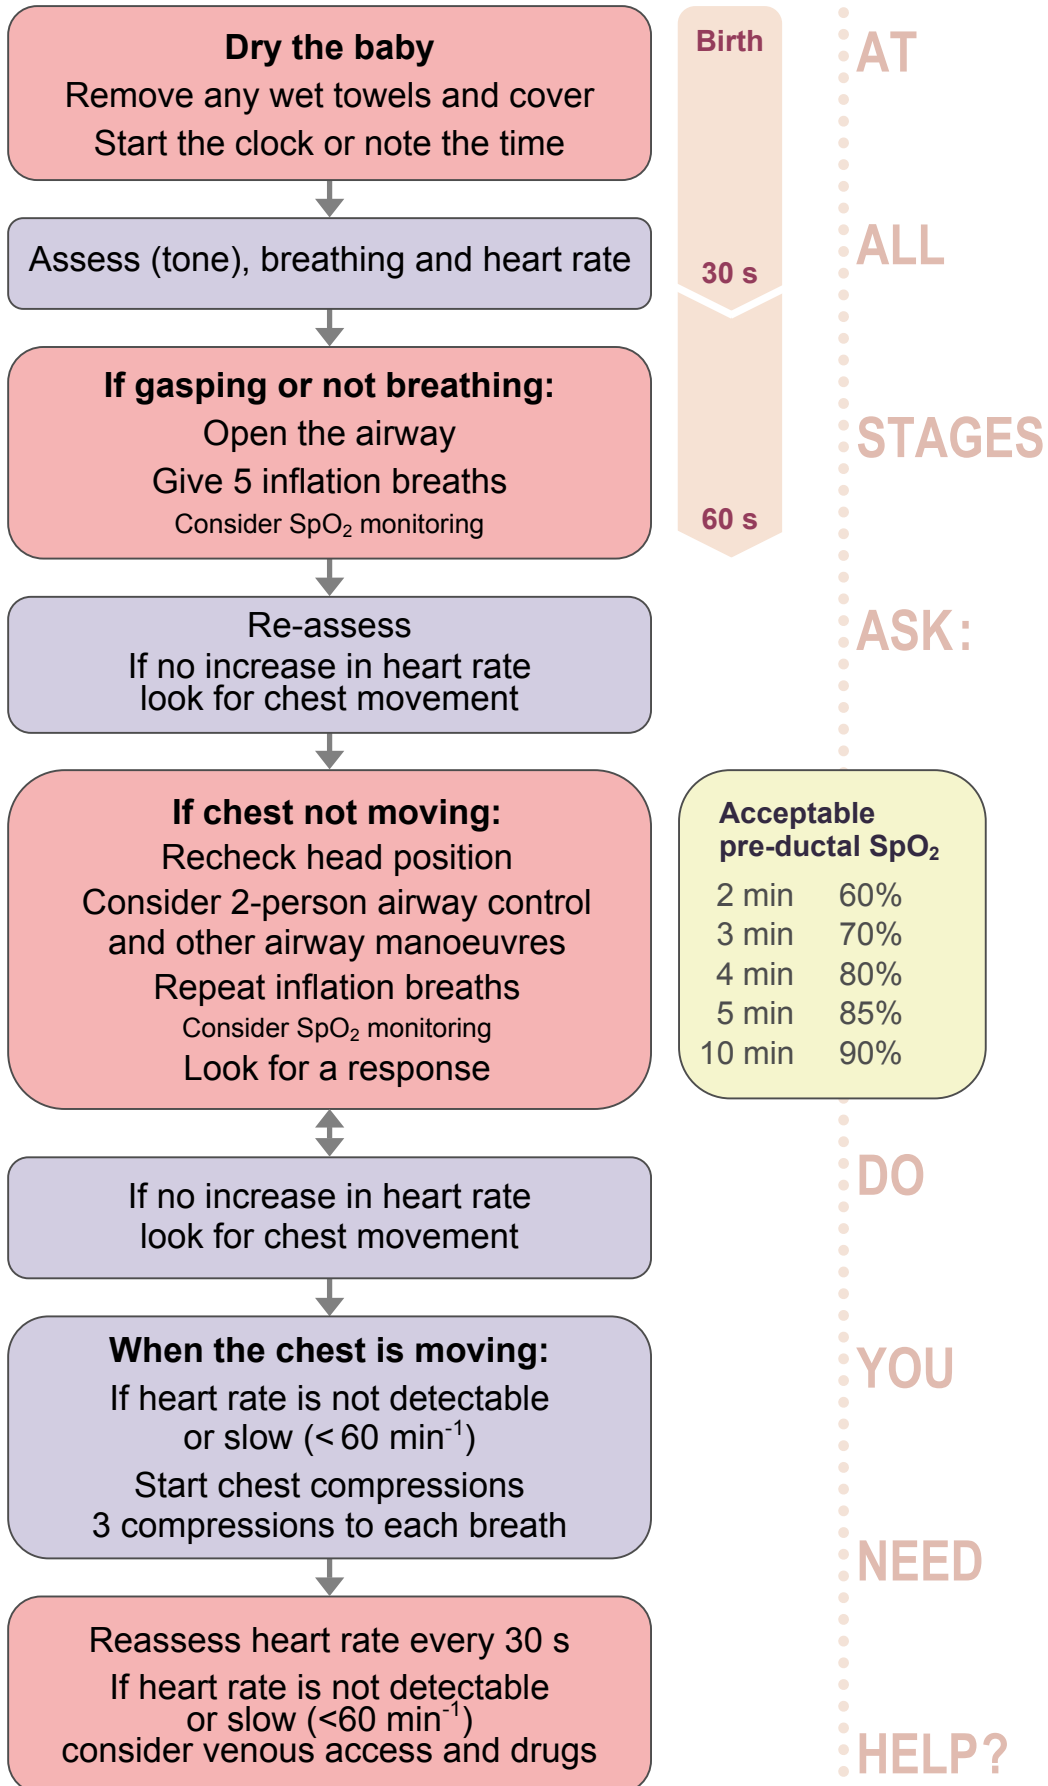 Dry the baby
Remove any wet towels and cover
Start the clock or note the time
Assess (tone), breathing and heart rate
If gasping or not breathing:
Open the airway
Give 5 inflation breaths
Consider SpO₂ monitoring
Re-assess
If no increase in heart rate
look for chest movement
If chest not moving:
Recheck head position
Consider 2-person airway control
and other airway manoeuvres
Repeat inflation breaths
Consider SpO₂ monitoring
Look for a response
If no increase in heart rate
look for chest movement
When the chest is moving:
If heart rate is not detectable
or slow (< 60 min⁻¹)
Start chest compressions
3 compressions to each breath
Reassess heart rate every 30 s
If heart rate is not detectable
or slow (<60 min⁻¹)
consider venous access and drugs
Birth
30 s
60 s
Acceptable
pre-ductal SpO₂
2 min 60%
3 min 70%
4 min 80%
5 min 85%
10 min 90%
AT
ALL
STAGES
ASK:
DO
YOU
NEED
HELP?